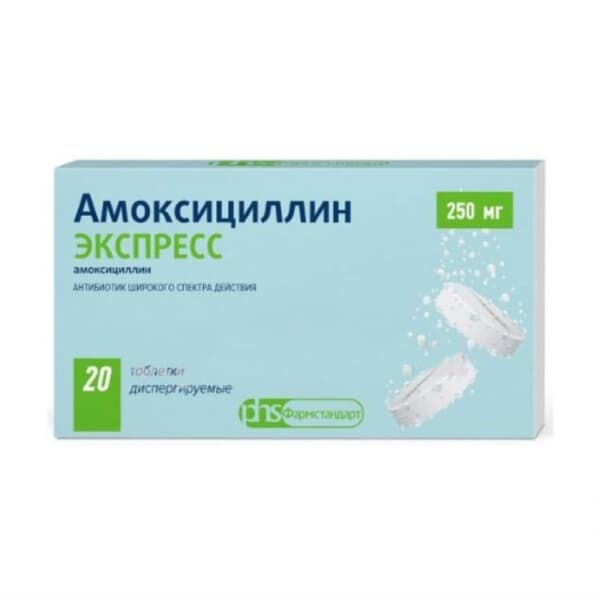 Амоксициллин
250 мг
ЭКСПРЕСС
амоксициллин
АНТИБИОТИК ШИРОКОГО СПЕКТРА ДЕЙСТВИЯ
20 таблетки
диспергируемые
phs Фармстандарт